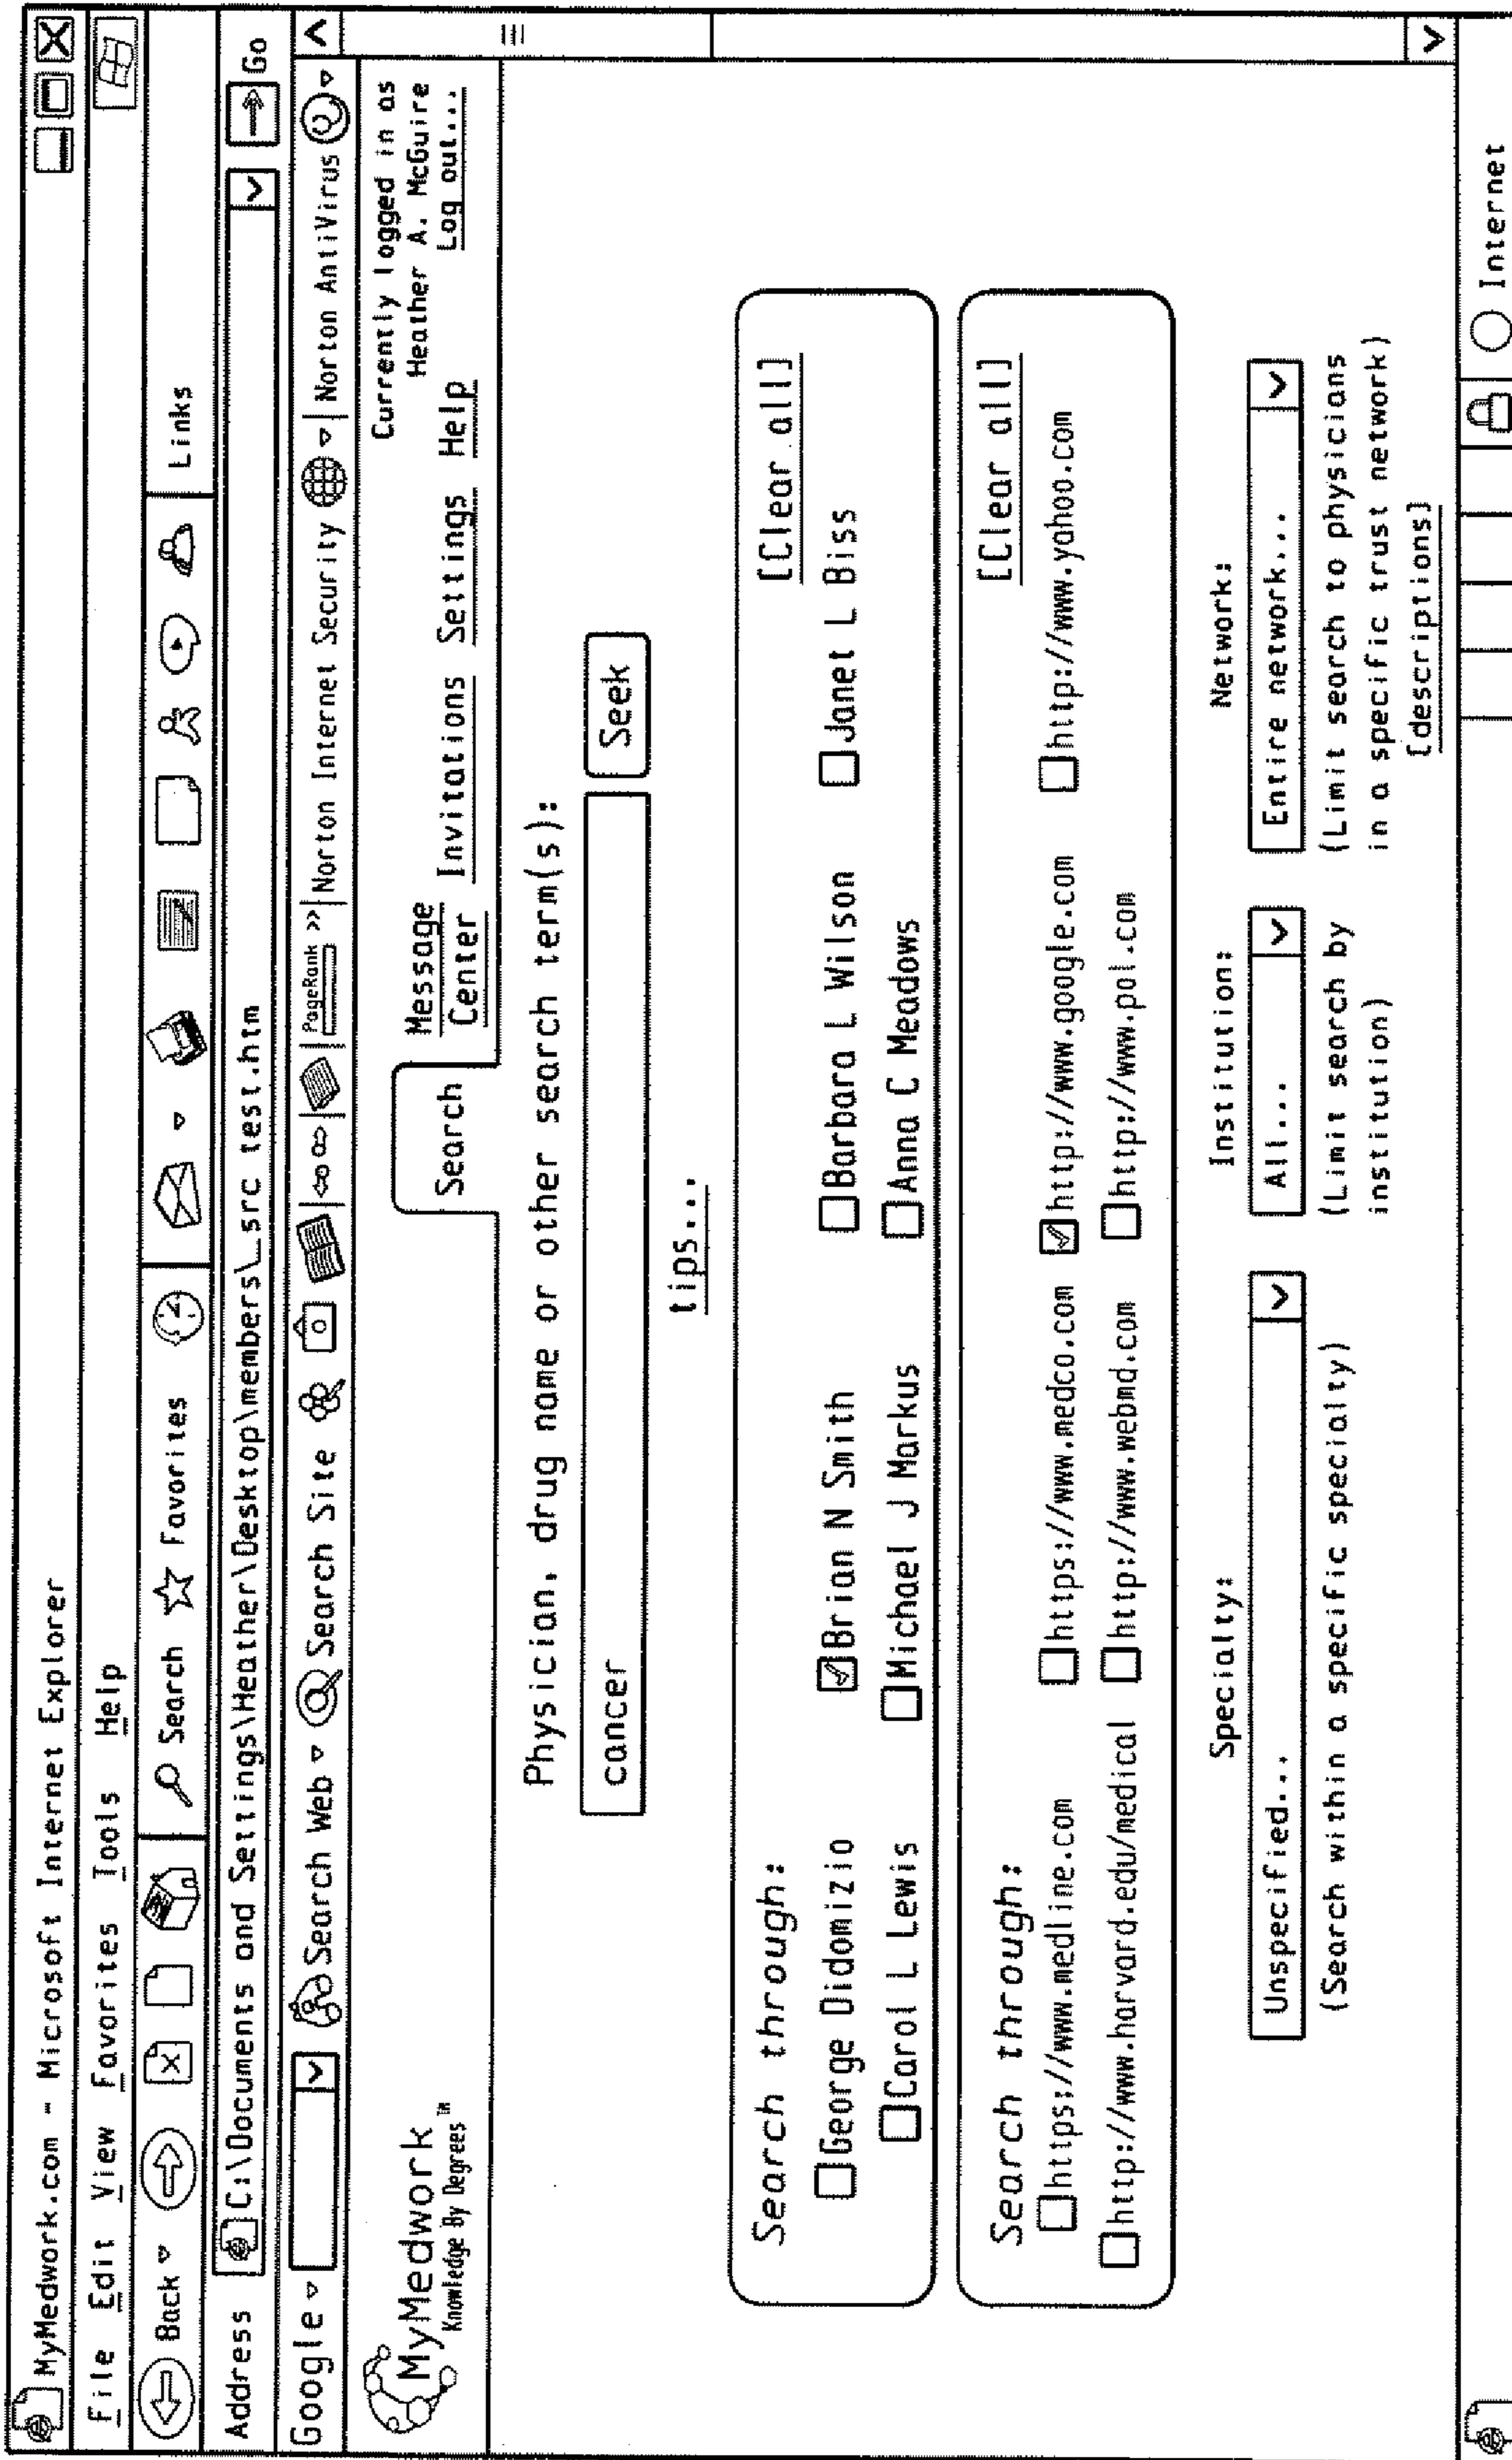 MyMedwork.com - Microsoft Internet Explorer
File Edit View Favorites Tools Help
Back Search Favorites Links
Address C:\Documents and Settings\Heather\Desktop\members\_src test.htm Go
Google Search Web Search Site PageRank >> Norton Internet Security Norton AntiVirus
MyMedwork
Knowledge By Degrees™
Search
Message
Center
Invitations Settings Help
Currently logged in as
Heather A. McGuire
Log out...
Physician, drug name or other search term(s):
cancer Seek
tips...
Search through: [Clear all]
George Didomizio Brian N Smith Barbara L Wilson Janet L Biss
Carol L Lewis Michael J Markus Anna C Meadows
Search through: [Clear all]
https://www.medline.com https://www.medco.com http://www.google.com http://www.yahoo.com
http://www.harvard.edu/medical http://www.webmd.com http://www.pol.com
Specialty: Institution: Network:
Unspecified... All... Entire network...
(Search within a specific specialty) (Limit search by (Limit search to physicians
institution) in a specific trust network)
[descriptions]
Internet